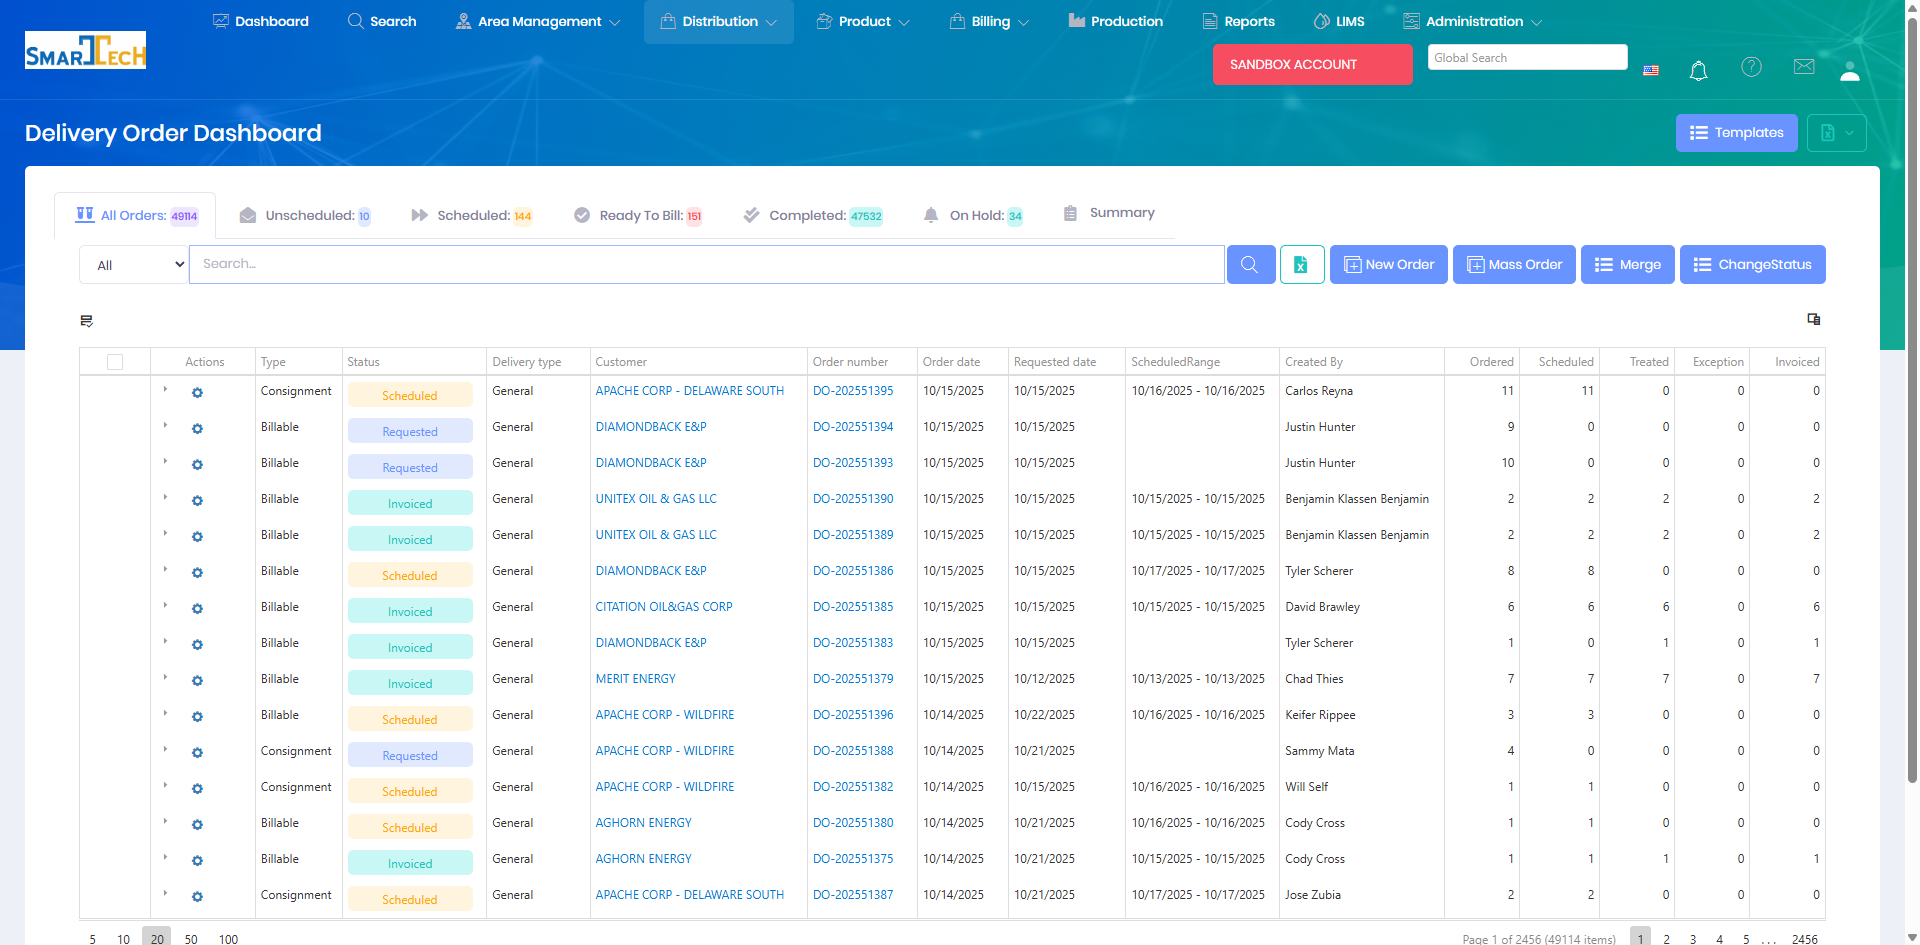 Dashboard Search Area Management Distribution Product Billing Production Reports LIMS Administration
SMARTTECH
SANDBOX ACCOUNT Global Search
Delivery Order Dashboard
Templates
All Orders: 49114 Unscheduled: 10 Scheduled: 144 Ready To Bill: 151 Completed: 47532 On Hold: 34 Summary
All Search... New Order Mass Order Merge ChangeStatus
Actions Type Status Delivery type Customer Order number Order date Requested date ScheduledRange Created By Ordered Scheduled Treated Exception Invoiced
Consignment Scheduled General APACHE CORP - DELAWARE SOUTH DO-202551395 10/15/2025 10/15/2025 10/16/2025 - 10/16/2025 Carlos Reyna 11 11 0 0 0
Billable Requested General DIAMONDBACK E&P DO-202551394 10/15/2025 10/15/2025 Justin Hunter 9 0 0 0 0
Billable Requested General DIAMONDBACK E&P DO-202551393 10/15/2025 10/15/2025 Justin Hunter 10 0 0 0 0
Billable Invoiced General UNITEX OIL & GAS LLC DO-202551390 10/15/2025 10/15/2025 10/15/2025 - 10/15/2025 Benjamin Klassen Benjamin 2 2 2 0 2
Billable Invoiced General UNITEX OIL & GAS LLC DO-202551389 10/15/2025 10/15/2025 10/15/2025 - 10/15/2025 Benjamin Klassen Benjamin 2 2 2 0 2
Billable Scheduled General DIAMONDBACK E&P DO-202551386 10/15/2025 10/15/2025 10/17/2025 - 10/17/2025 Tyler Scherer 8 8 0 0 0
Billable Invoiced General CITATION OIL&GAS CORP DO-202551385 10/15/2025 10/15/2025 10/15/2025 - 10/15/2025 David Brawley 6 6 6 0 6
Billable Invoiced General DIAMONDBACK E&P DO-202551383 10/15/2025 10/15/2025 Tyler Scherer 1 0 1 0 1
Billable Invoiced General MERIT ENERGY DO-202551379 10/15/2025 10/12/2025 10/13/2025 - 10/13/2025 Chad Thies 7 7 7 0 7
Billable Scheduled General APACHE CORP - WILDFIRE DO-202551396 10/14/2025 10/22/2025 10/16/2025 - 10/16/2025 Keifer Rippee 3 3 0 0 0
Consignment Requested General APACHE CORP - WILDFIRE DO-202551388 10/14/2025 10/21/2025 Sammy Mata 4 0 0 0 0
Consignment Scheduled General APACHE CORP - WILDFIRE DO-202551382 10/14/2025 10/15/2025 10/16/2025 - 10/16/2025 Will Self 1 1 0 0 0
Billable Scheduled General AGHORN ENERGY DO-202551380 10/14/2025 10/21/2025 10/16/2025 - 10/16/2025 Cody Cross 1 1 0 0 0
Billable Invoiced General AGHORN ENERGY DO-202551375 10/14/2025 10/21/2025 10/15/2025 - 10/15/2025 Cody Cross 1 1 1 0 1
Consignment Scheduled General APACHE CORP - DELAWARE SOUTH DO-202551387 10/14/2025 10/21/2025 10/17/2025 - 10/17/2025 Jose Zubia 2 2 0 0 0
5 10 20 50 100 Page 1 of 2456 (49114 items) 1 2 3 4 5 ... 2456